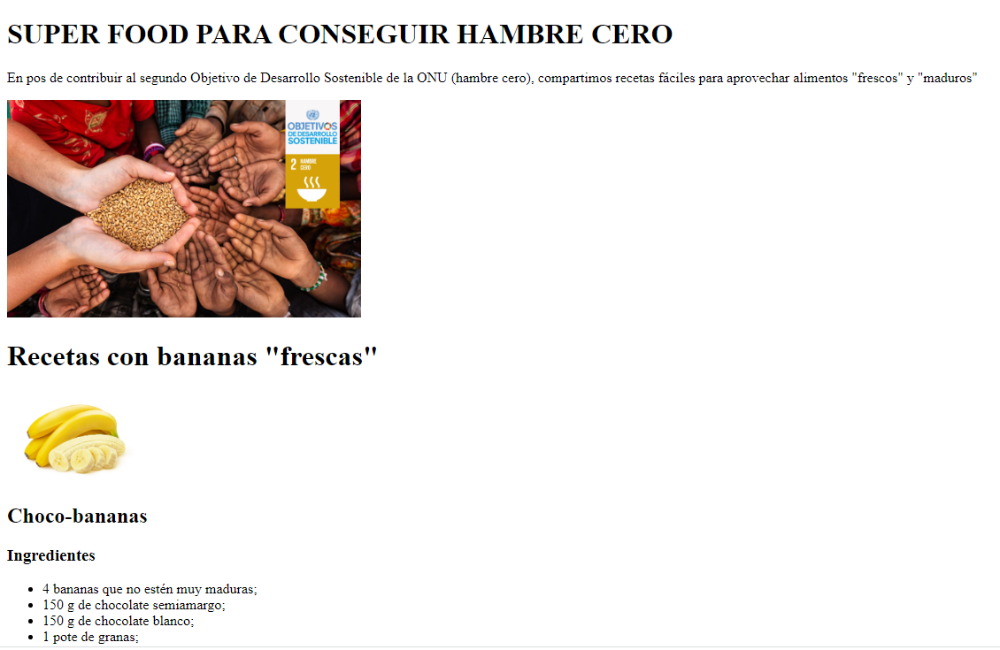 SUPER FOOD PARA CONSEGUIR HAMBRE CERO
En pos de contribuir al segundo Objetivo de Desarrollo Sostenible de la ONU (hambre cero), compartimos recetas fáciles para aprovechar alimentos "frescos" y "maduros"
OBJETIVOS
DE DESARROLLO
SOSTENIBLE
2 HAMBRE
CERO
Recetas con bananas "frescas"
Choco-bananas
Ingredientes
4 bananas que no estén muy maduras;
150 g de chocolate semiamargo;
150 g de chocolate blanco;
1 pote de granas;